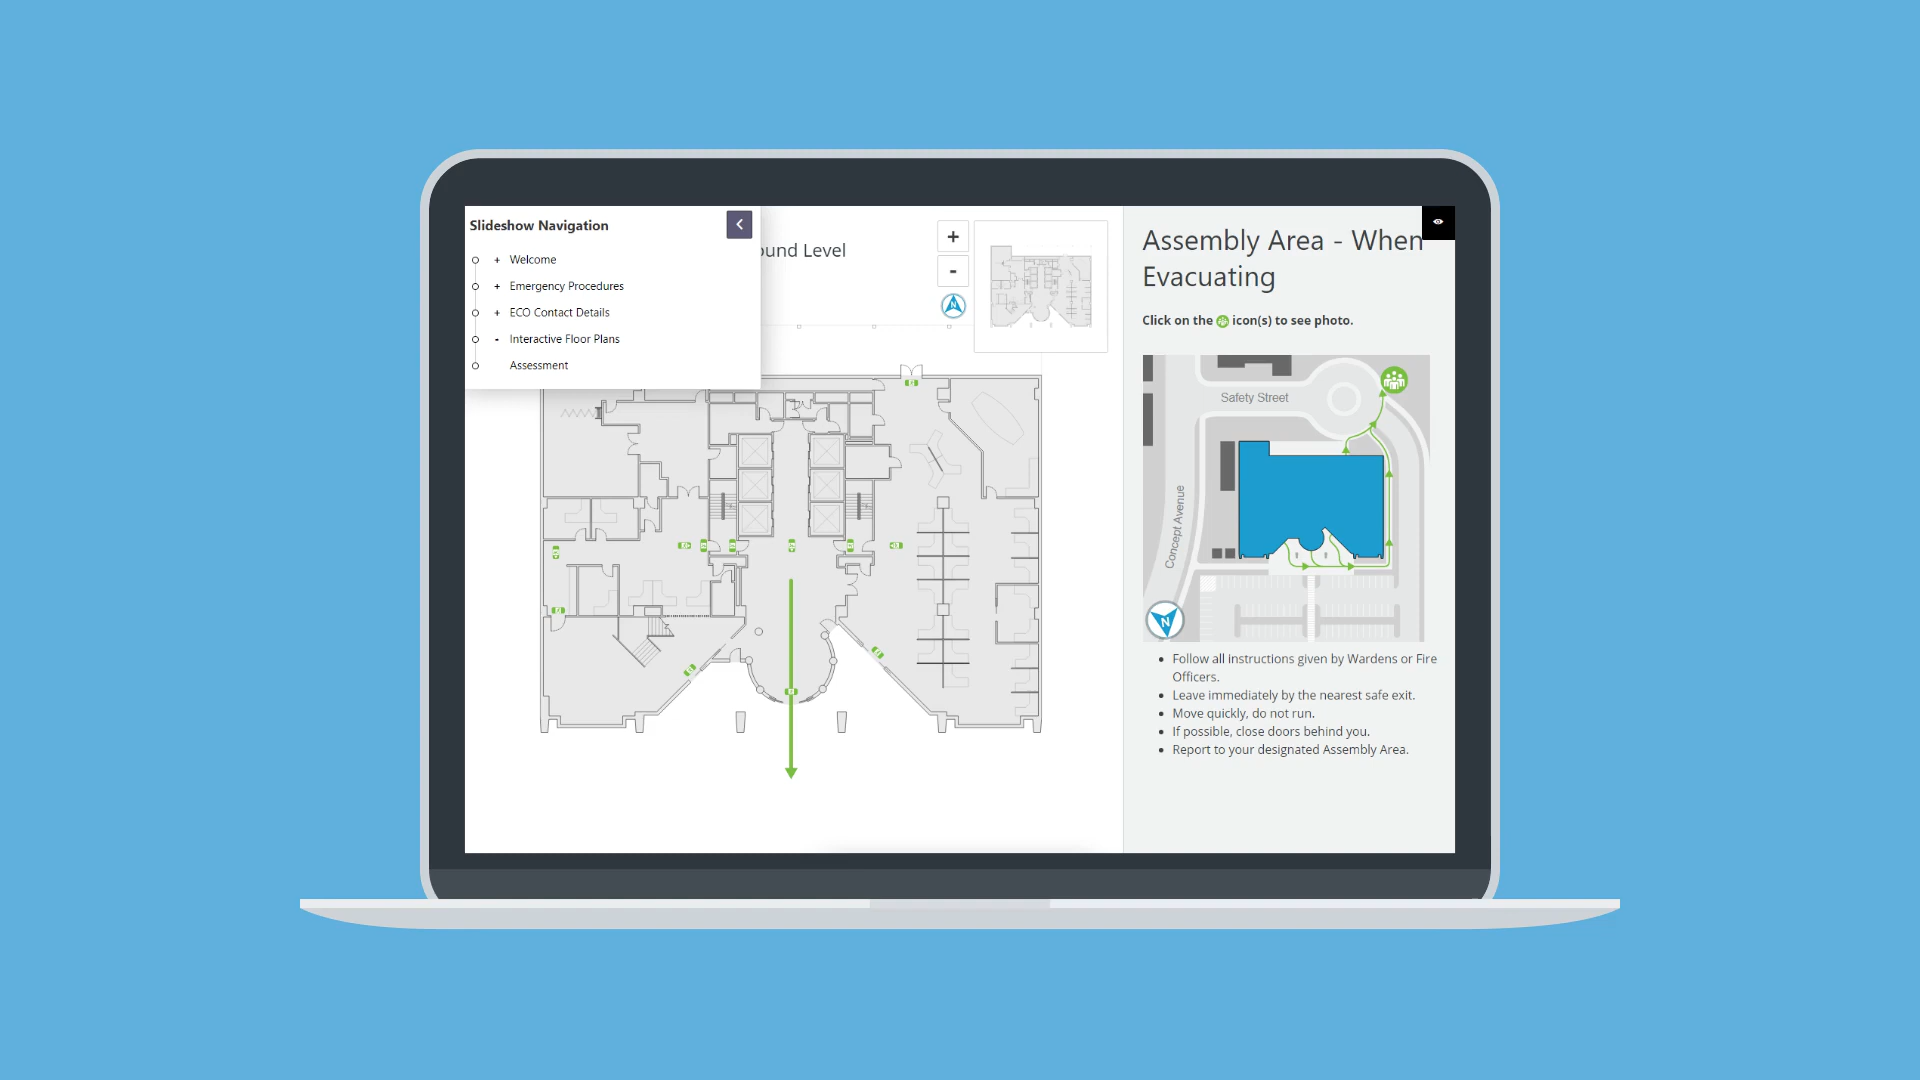 Slideshow Navigation
+ Welcome
+ Emergency Procedures
+ ECO Contact Details
- Interactive Floor Plans
Assessment
ound Level
+
-
N
Assembly Area - When
Evacuating
Click on the icon(s) to see photo.
Safety Street
Concept Avenue
N
• Follow all instructions given by Wardens or Fire
Officers.
• Leave immediately by the nearest safe exit.
• Move quickly, do not run.
• If possible, close doors behind you.
• Report to your designated Assembly Area.